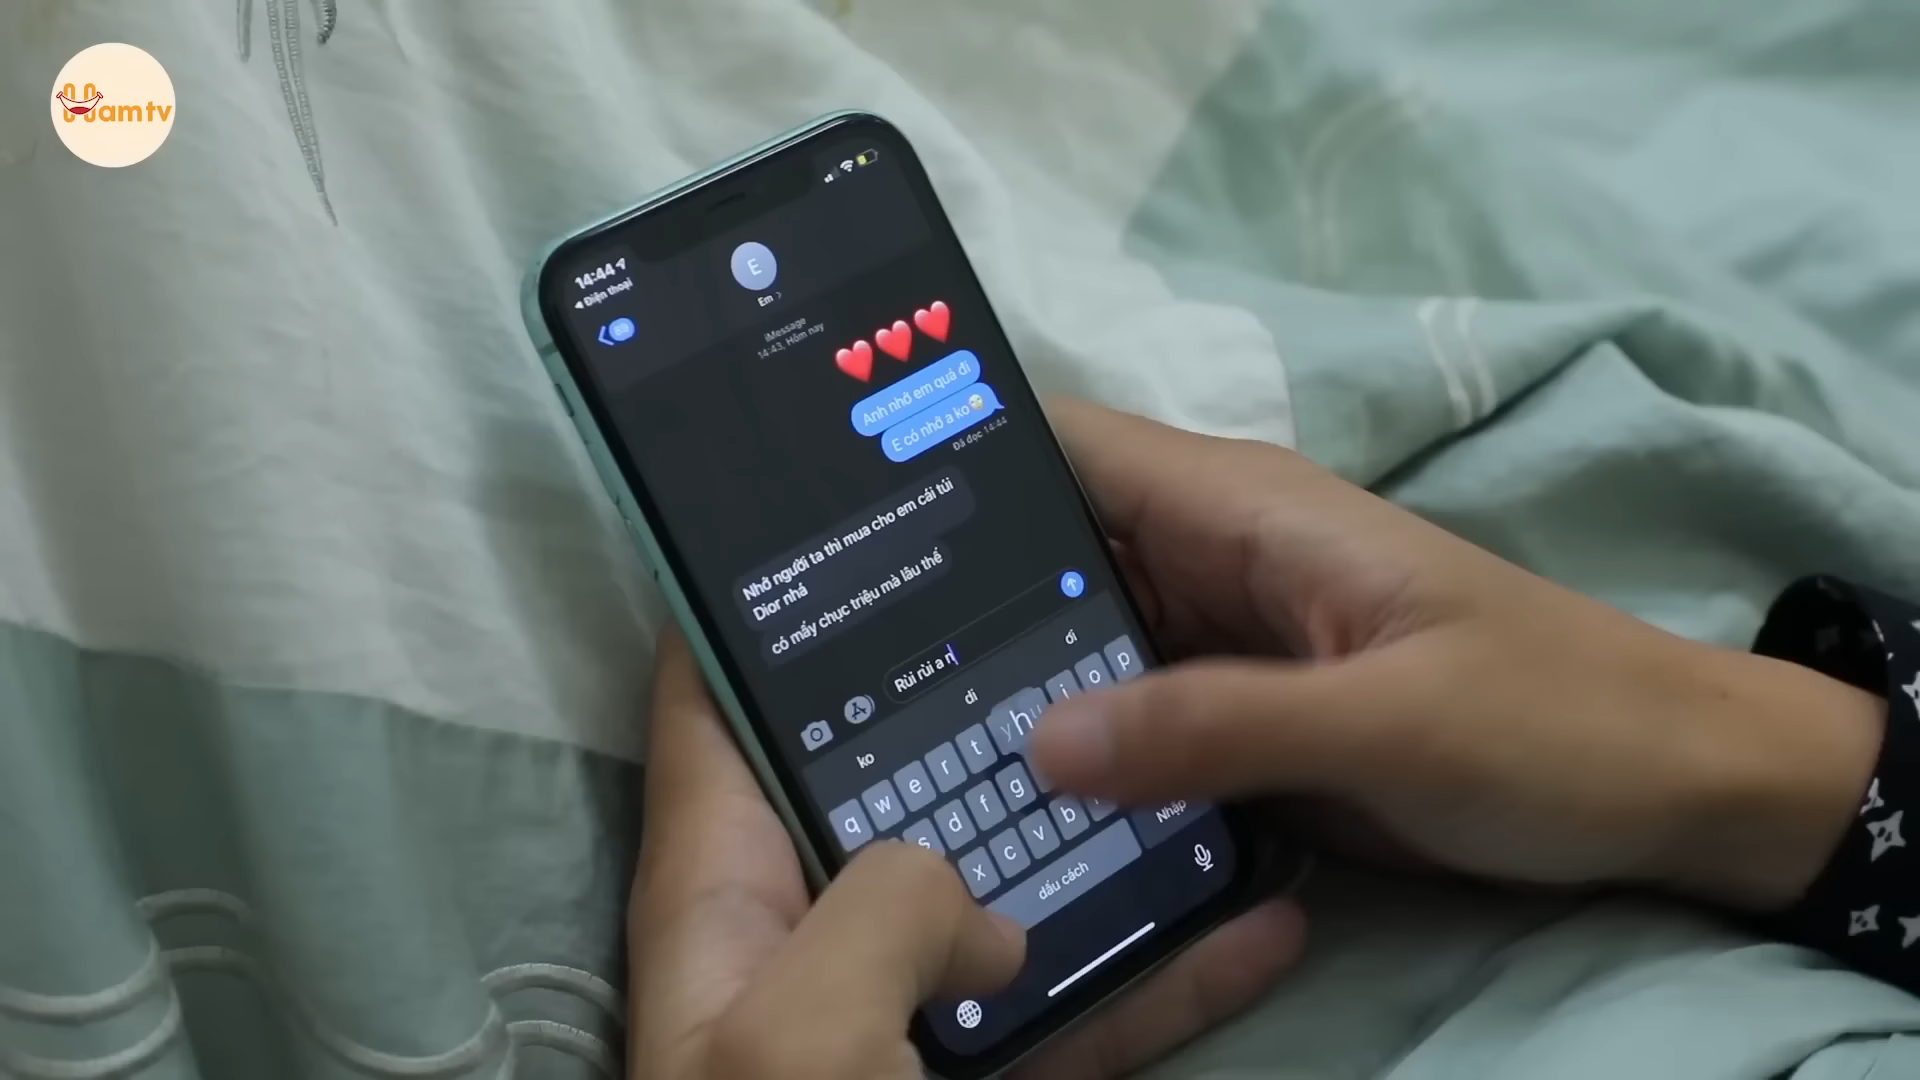 Hamtv
14:44
Điện thoại
E
Em
iMessage
14:43, Hôm nay
Anh nhớ em quá đi
E có nhớ a ko
Đã đọc 14:44
Nhớ người ta thì mua cho em cái túi
Dior nhá
có mấy chục triệu mà lâu thế
Rùi rùi a n
ko
di
đi
q w e r t y h u i o p
s d f g
x c v b
dấu cách
Nhập